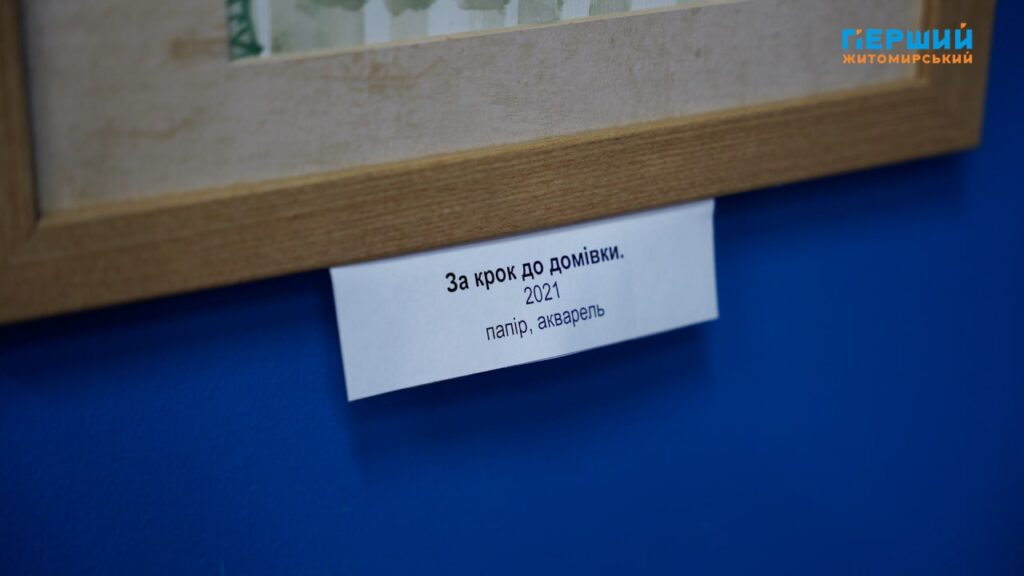 ПЕРШИЙ
ЖИТОМИРСЬКИЙ
За крок до домівки.
2021
папір, акварель